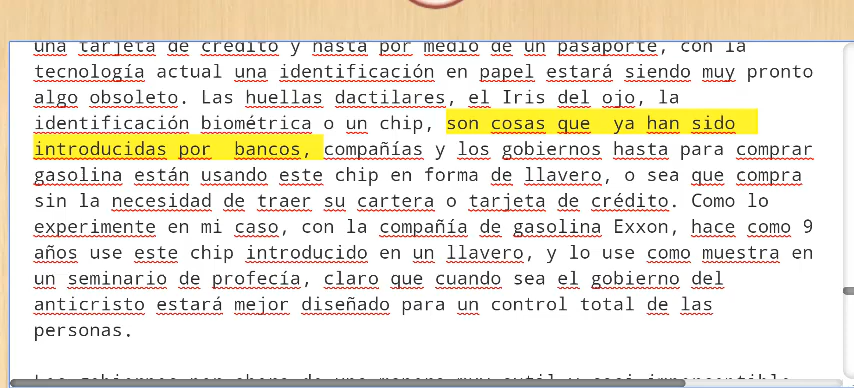 una tarjeta de crédito y hasta por medio de un pasaporte, con la
tecnología actual una identificación en papel estará siendo muy pronto
algo obsoleto. Las huellas dactilares, el Iris del ojo, la
identificación biométrica o un chip, son cosas que  ya han sido
introducidas por  bancos, compañías y los gobiernos hasta para comprar
gasolina están usando este chip en forma de llavero, o sea que compra
sin la necesidad de traer su cartera o tarjeta de crédito. Como lo
experimente en mi caso, con la compañía de gasolina Exxon, hace como 9
años use este chip introducido en un llavero, y lo use como muestra en
un seminario de profecía, claro que cuando sea el gobierno del
anticristo estará mejor diseñado para un control total de las
personas.